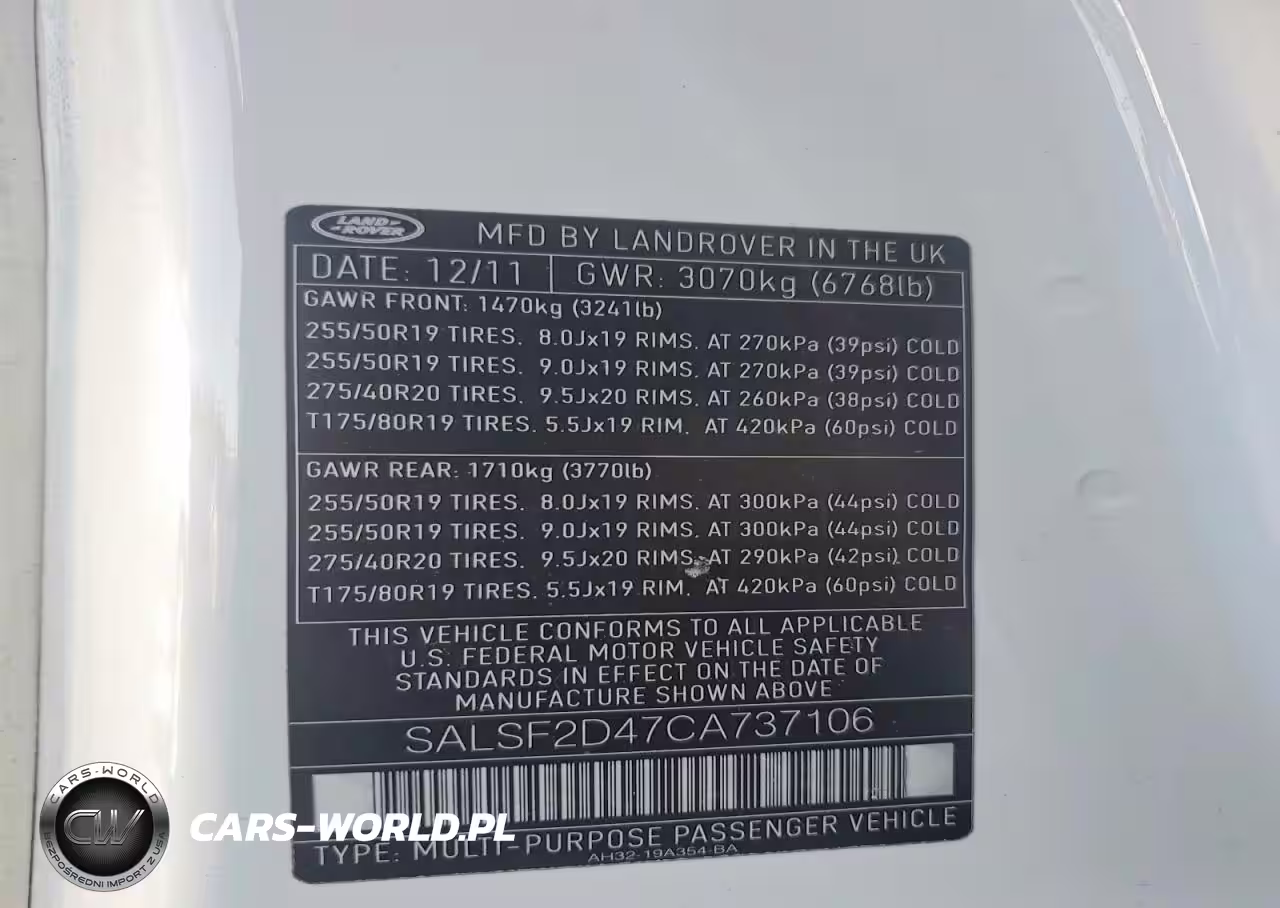 LAND ROVER MFD BY LANDROVER IN THE UK
DATE: 12/11 GWR: 3070kg (6768lb)
GAWR FRONT: 1470kg (3241lb)
255/50R19 TIRES. 8.0Jx19 RIMS. AT 270kPa (39psi) COLD
255/50R19 TIRES. 9.0Jx19 RIMS. AT 270kPa (39psi) COLD
275/40R20 TIRES. 9.5Jx20 RIMS. AT 260kPa (38psi) COLD
T175/80R19 TIRES. 5.5Jx19 RIM. AT 420kPa (60psi) COLD
GAWR REAR: 1710kg (3770lb)
255/50R19 TIRES. 8.0Jx19 RIMS. AT 300kPa (44psi) COLD
255/50R19 TIRES. 9.0Jx19 RIMS. AT 300kPa (44psi) COLD
275/40R20 TIRES. 9.5Jx20 RIMS. AT 290kPa (42psi) COLD
T175/80R19 TIRES. 5.5Jx19 RIM. AT 420kPa (60psi) COLD
THIS VEHICLE CONFORMS TO ALL APPLICABLE
U.S. FEDERAL MOTOR VEHICLE SAFETY
STANDARDS IN EFFECT ON THE DATE OF
MANUFACTURE SHOWN ABOVE
SALSF2D47CA737106
TYPE: MULTI-PURPOSE PASSENGER VEHICLE
AH32-19A354-BA
CARS-WORLD
CW
BEZPOŚREDNI IMPORT Z USA
CARS-WORLD.PL